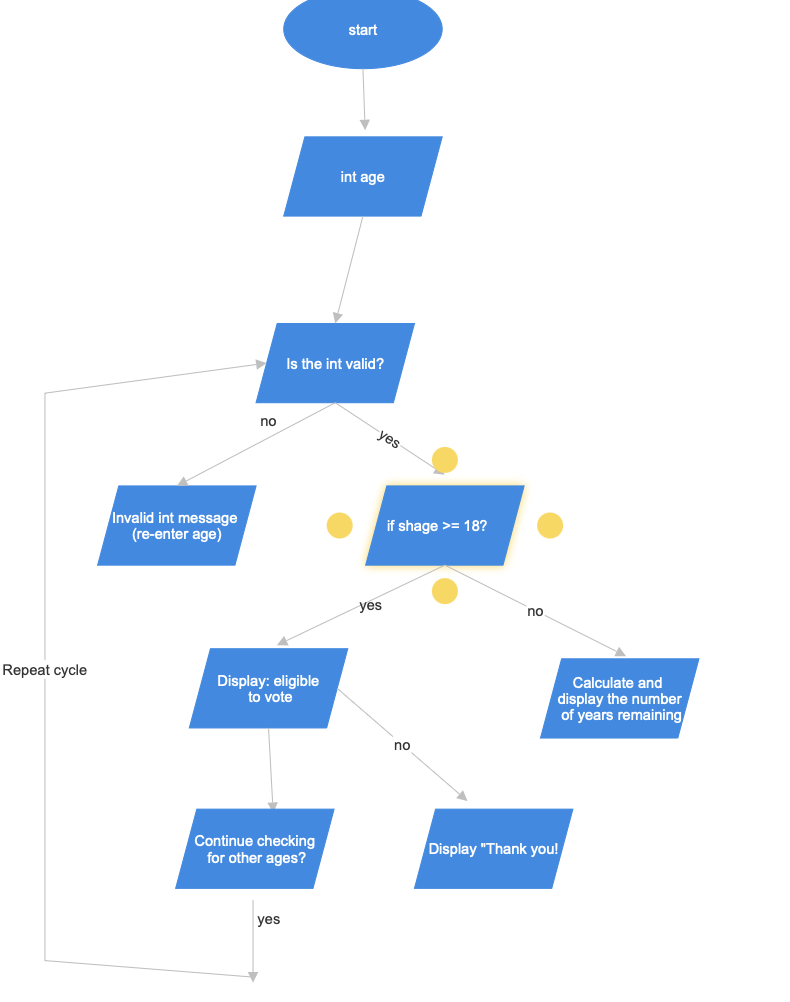 start
int age
Is the int valid?
no
yes
Invalid int message
(re-enter age)
if shage >= 18?
yes
no
Repeat cycle
Display: eligible
to vote
Calculate and
display the number
of years remaining
no
Continue checking
for other ages?
Display "Thank you!
yes